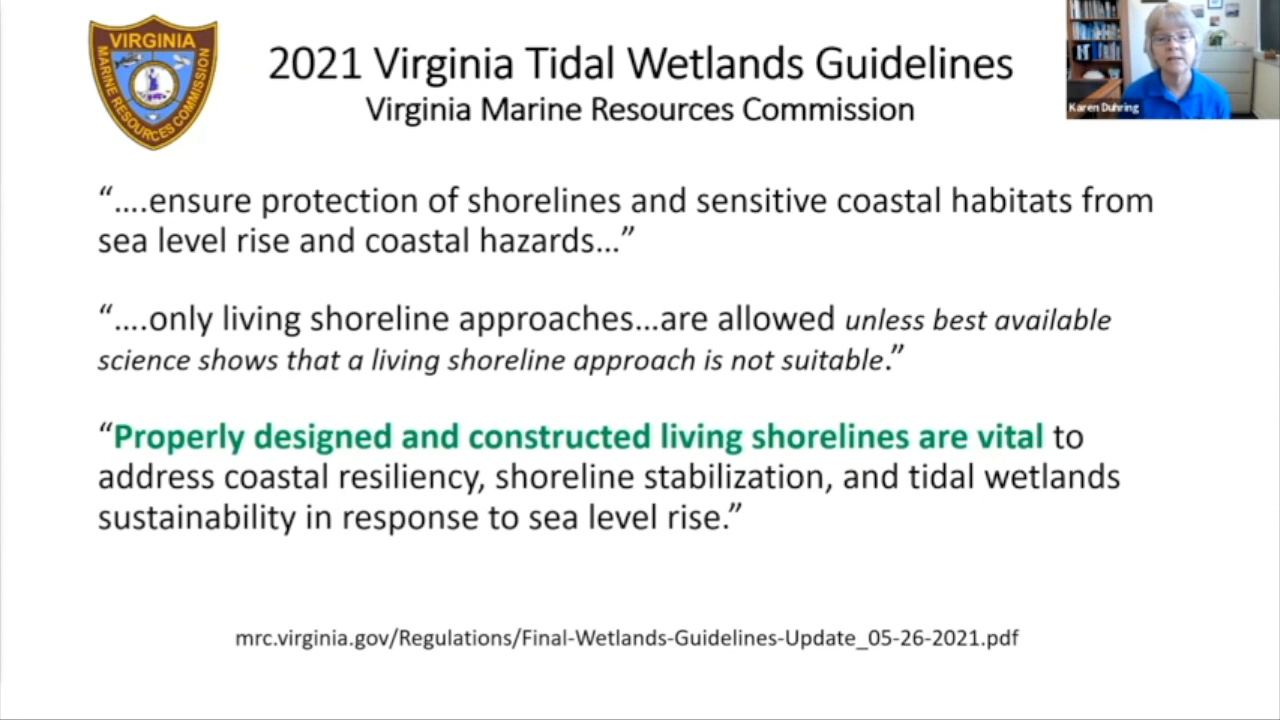 VIRGINIA
MARINE RESOURCES COMMISSION
2021 Virginia Tidal Wetlands Guidelines
Virginia Marine Resources Commission
Karen Duhring
“....ensure protection of shorelines and sensitive coastal habitats from
sea level rise and coastal hazards...”
“....only living shoreline approaches...are allowed unless best available
science shows that a living shoreline approach is not suitable.”
“Properly designed and constructed living shorelines are vital to
address coastal resiliency, shoreline stabilization, and tidal wetlands
sustainability in response to sea level rise.”
mrc.virginia.gov/Regulations/Final-Wetlands-Guidelines-Update_05-26-2021.pdf